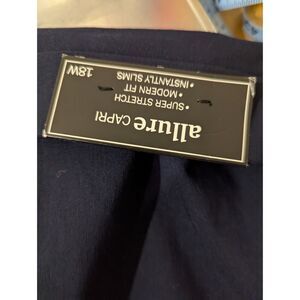 allure CAPRI
• SUPER STRETCH
• MODERN FIT
• INSTANTLY SLIMS
18W